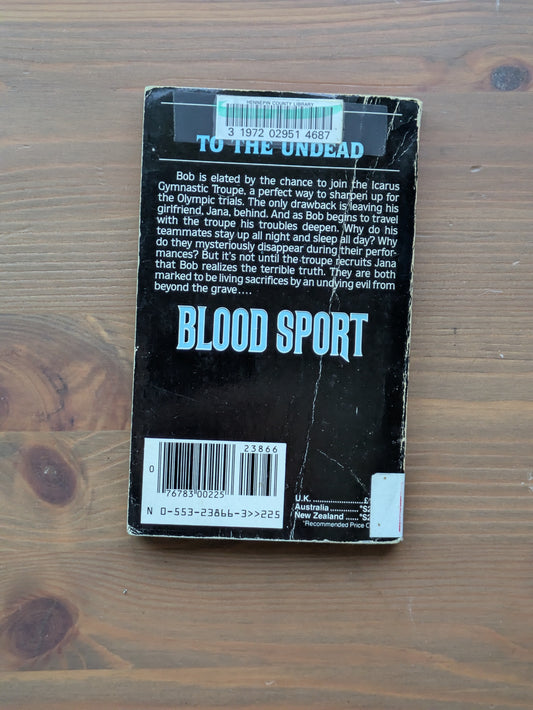 HENNEPIN COUNTY LIBRARY
3 1972 02951 4687
TO THE UNDEAD
Bob is elated by the chance to join the Icarus
Gymnastic Troupe, a perfect way to sharpen up for
the Olympic trials. The only drawback is leaving his
girlfriend, Jana, behind. And as Bob begins to travel
with the troupe his troubles deepen. Why do his
teammates stay up all night and sleep all day? Why
do they mysteriously disappear during their perfor-
mances? But it's not until the troupe recruits Jana
that Bob realizes the terrible truth. They are both
marked to be living sacrifices by an undying evil from
beyond the grave....
BLOOD SPORT
23866
0
76783 00225
N 0-553-23866-3>>225
U.K. ......................£
Australia ............*$2
New Zealand .....*$2
*Recommended Price